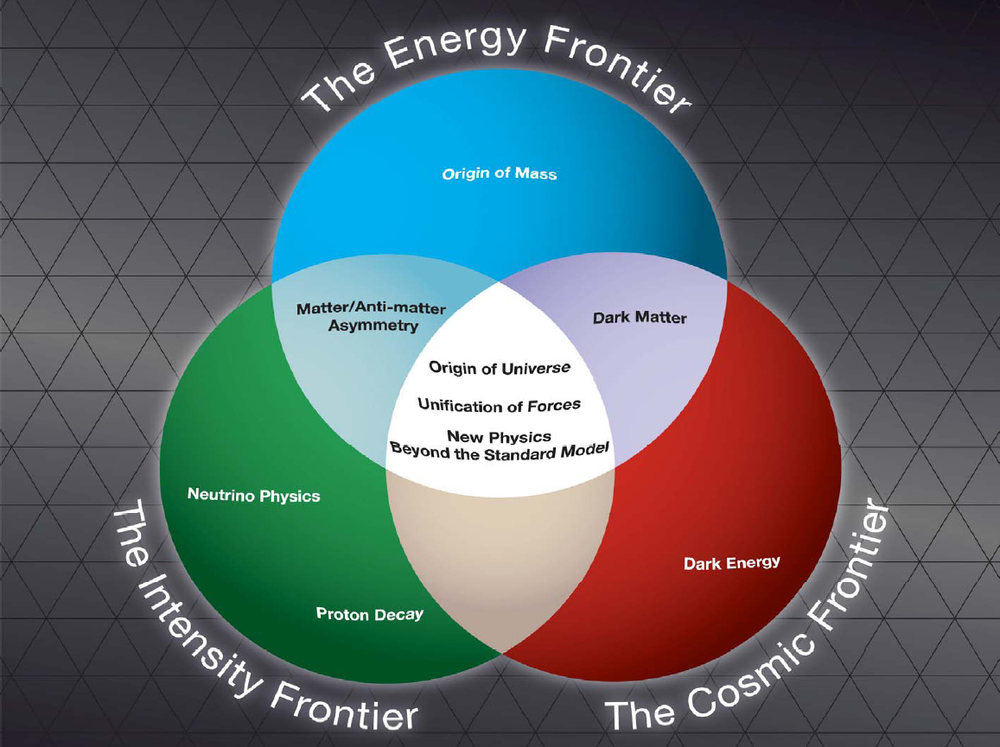 The Energy Frontier
Origin of Mass
Matter/Anti-matter
Asymmetry
Dark Matter
Origin of Universe
Unification of Forces
New Physics
Beyond the Standard Model
Neutrino Physics
Dark Energy
Proton Decay
The Intensity Frontier
The Cosmic Frontier